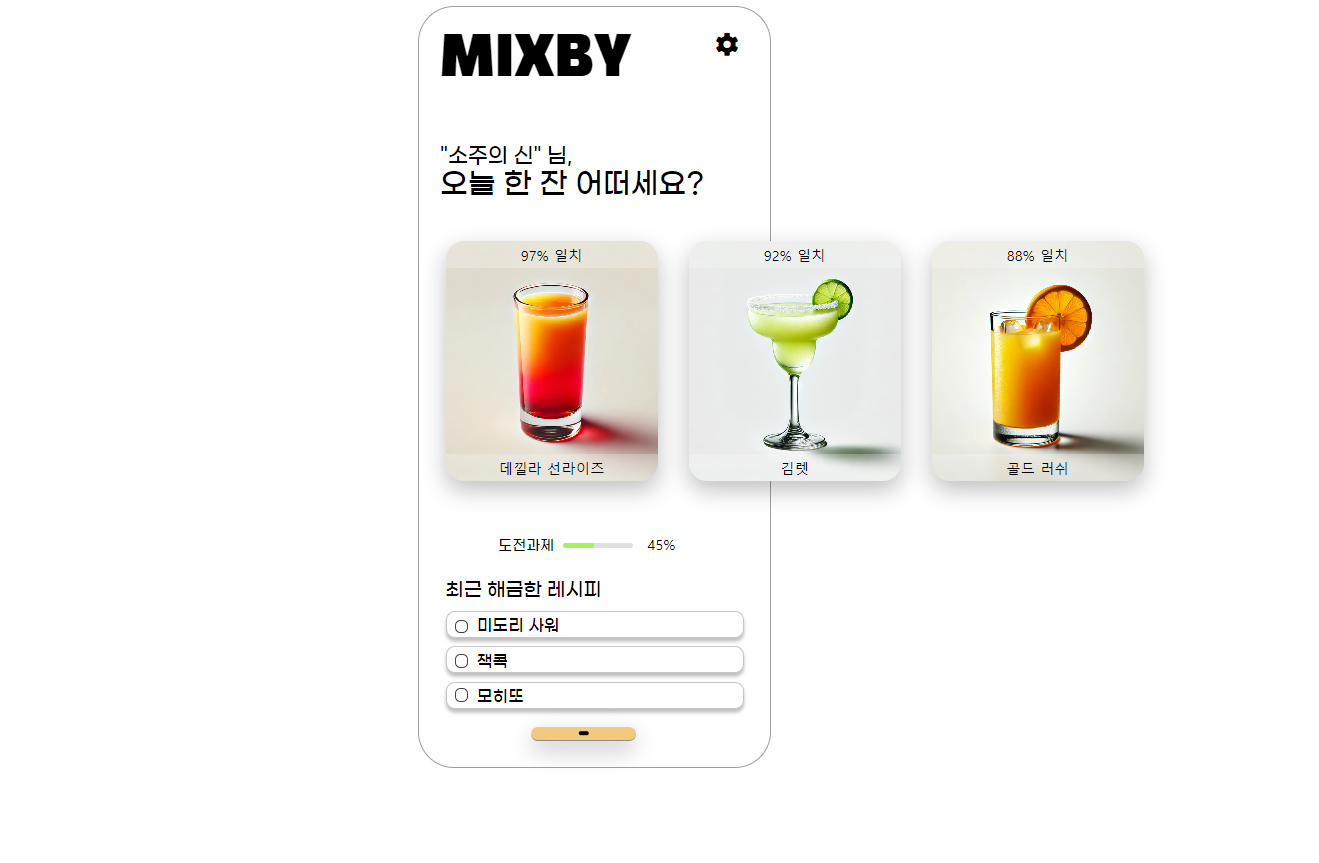 MIXBY
"소주의 신" 님,
오늘 한 잔 어떠세요?
97% 일치
92% 일치
88% 일치
데낄라 선라이즈
김렛
골드 러쉬
도전과제 45%
최근 해금한 레시피
미도리 사워
잭콕
모히또